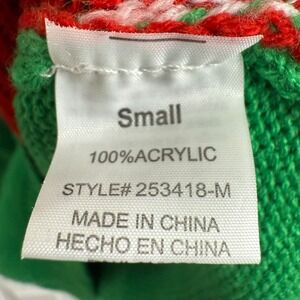 Small
100%ACRYLIC
STYLE# 253418-M
MADE IN CHINA
HECHO EN CHINA